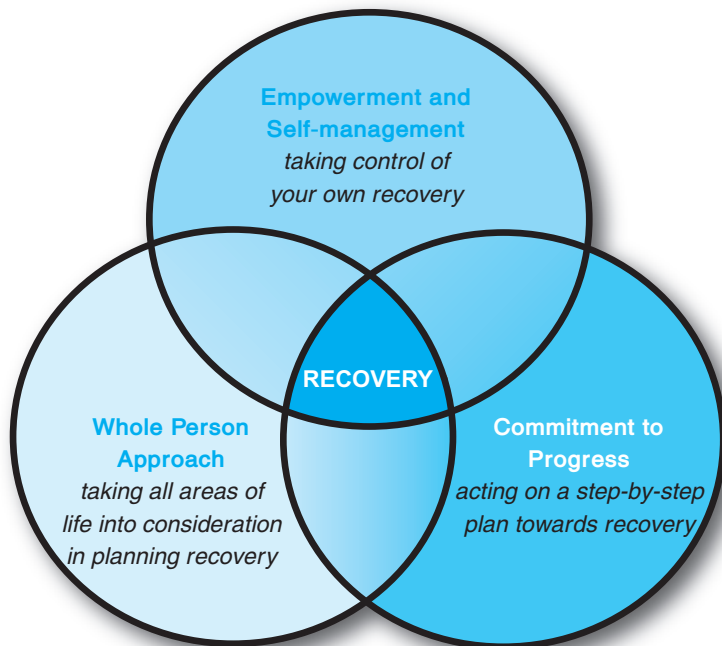 Empowerment and
Self-management
taking control of
your own recovery
RECOVERY
Whole Person
Approach
taking all areas of
life into consideration
in planning recovery
Commitment to
Progress
acting on a step-by-step
plan towards recovery